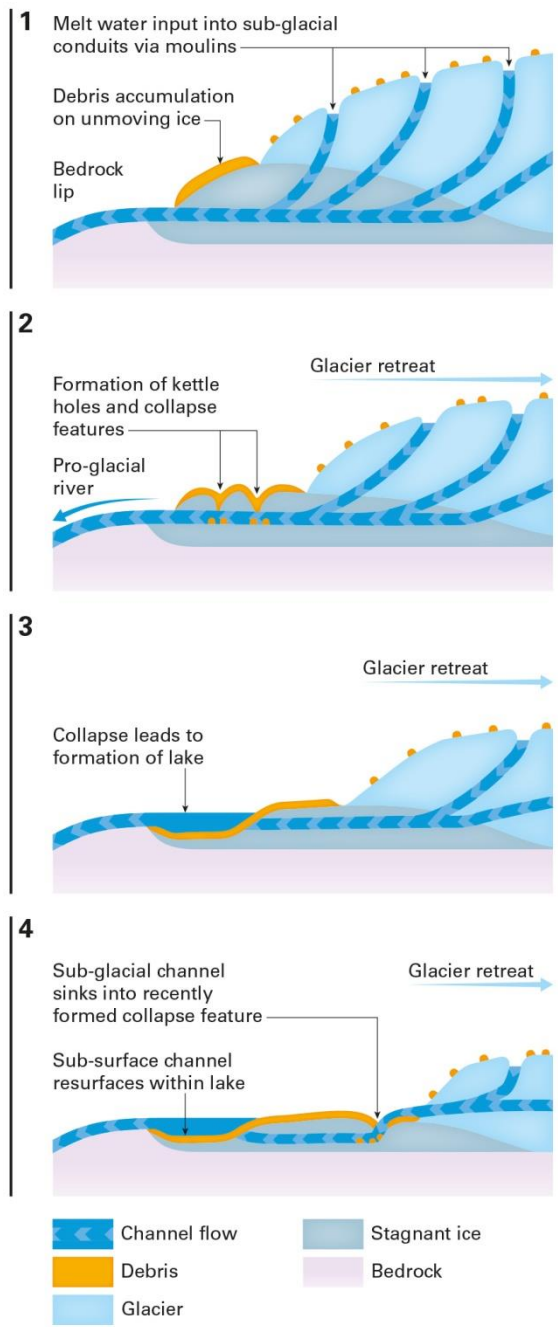 1
Melt water input into sub-glacial
conduits via moulins
Debris accumulation
on unmoving ice
Bedrock
lip
2
Glacier retreat
Formation of kettle
holes and collapse
features
Pro-glacial
river
3
Glacier retreat
Collapse leads to
formation of lake
4
Sub-glacial channel
sinks into recently
formed collapse feature
Glacier retreat
Sub-surface channel
resurfaces within lake
Channel flow
Stagnant ice
Debris
Bedrock
Glacier